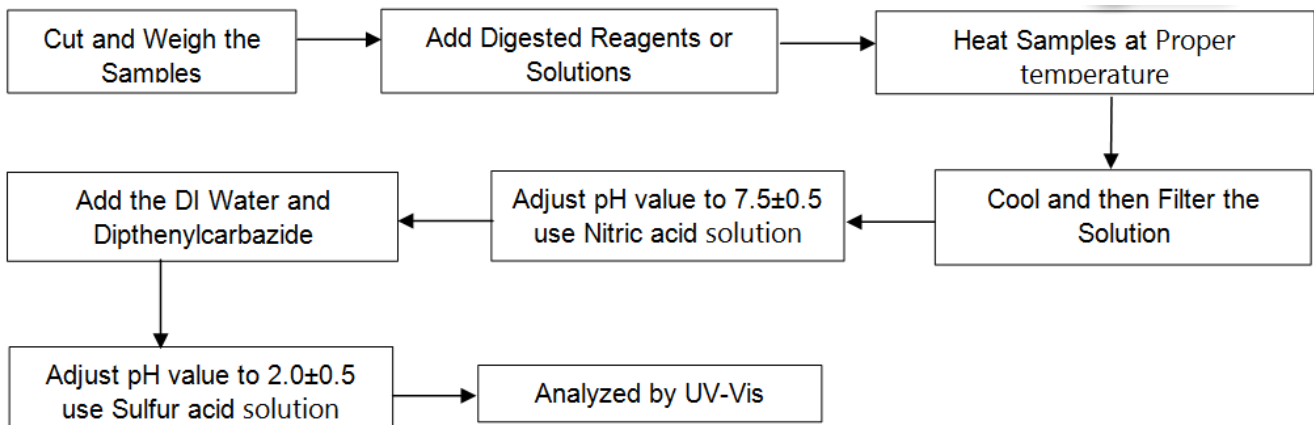 Cut and Weigh the
Samples
Add Digested Reagents or
Solutions
Heat Samples at Proper
temperature
Cool and then Filter the
Solution
Adjust pH value to 7.5±0.5
use Nitric acid solution
Add the DI Water and
Dipthenylcarbazide
Adjust pH value to 2.0±0.5
use Sulfur acid solution
Analyzed by UV-Vis